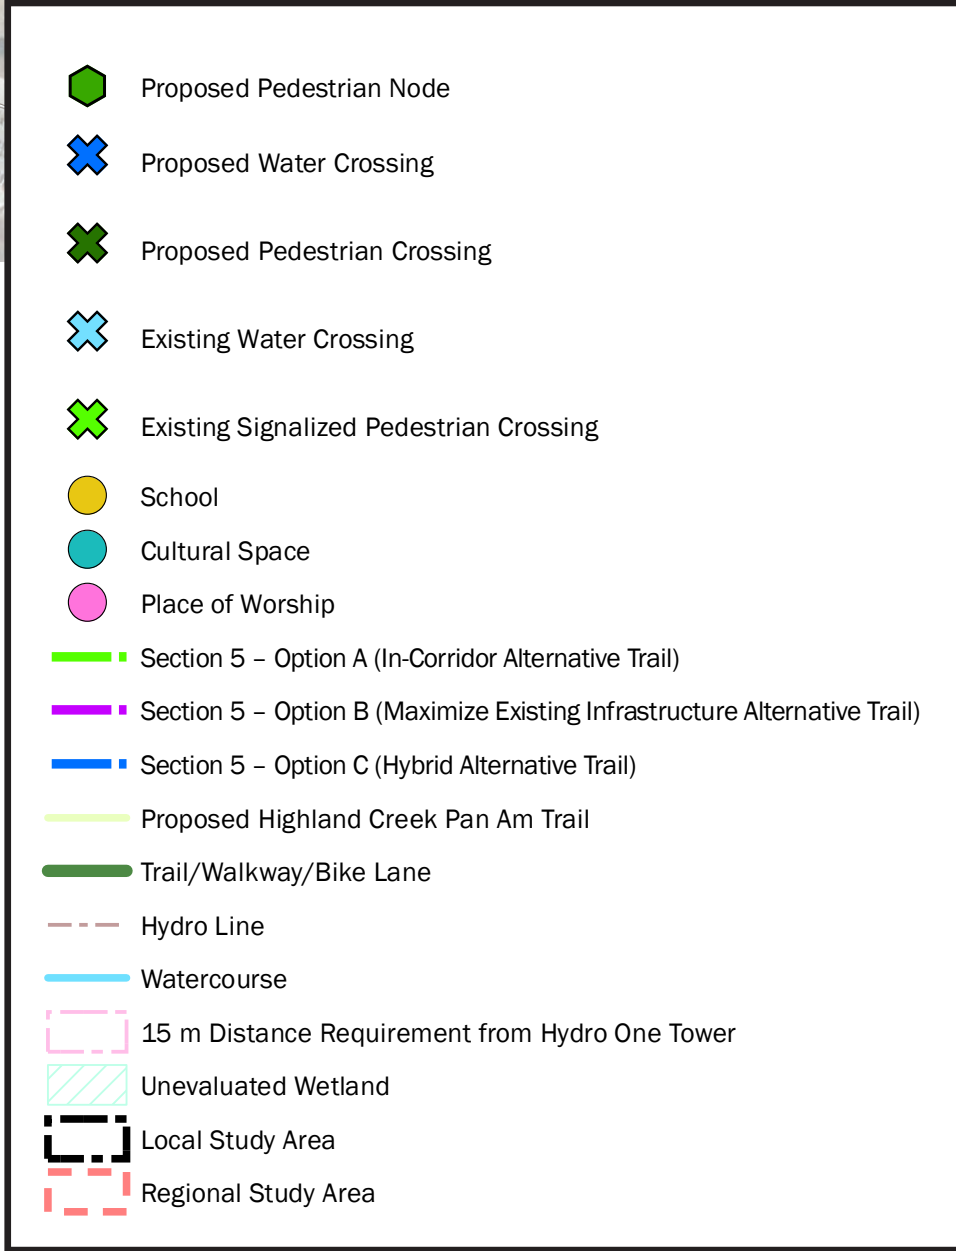 Proposed Pedestrian Node
Proposed Water Crossing
Proposed Pedestrian Crossing
Existing Water Crossing
Existing Signalized Pedestrian Crossing
School
Cultural Space
Place of Worship
Section 5 – Option A (In-Corridor Alternative Trail)
Section 5 – Option B (Maximize Existing Infrastructure Alternative Trail)
Section 5 – Option C (Hybrid Alternative Trail)
Proposed Highland Creek Pan Am Trail
Trail/Walkway/Bike Lane
Hydro Line
Watercourse
15 m Distance Requirement from Hydro One Tower
Unevaluated Wetland
Local Study Area
Regional Study Area